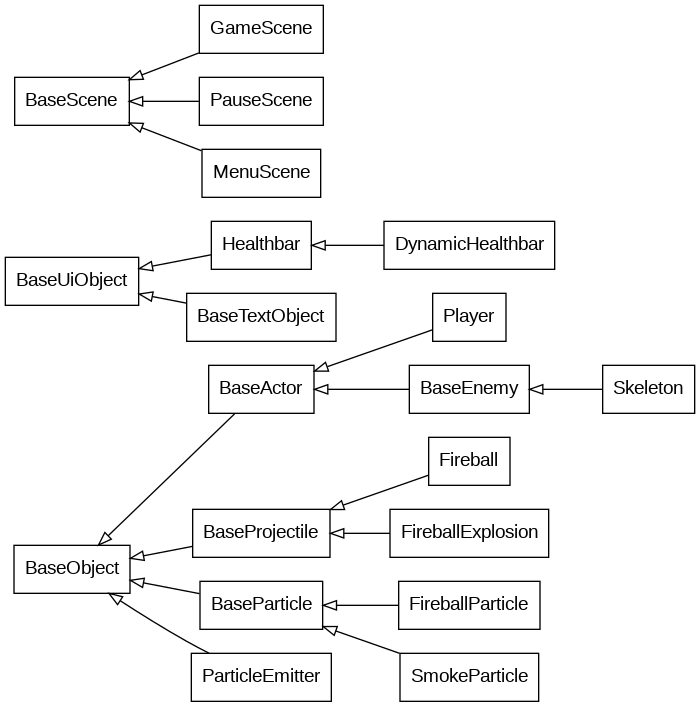 GameScene
BaseScene
PauseScene
MenuScene
Healthbar
DynamicHealthbar
BaseUiObject
BaseTextObject
Player
BaseActor
BaseEnemy
Skeleton
Fireball
BaseProjectile
FireballExplosion
BaseObject
BaseParticle
FireballParticle
ParticleEmitter
SmokeParticle